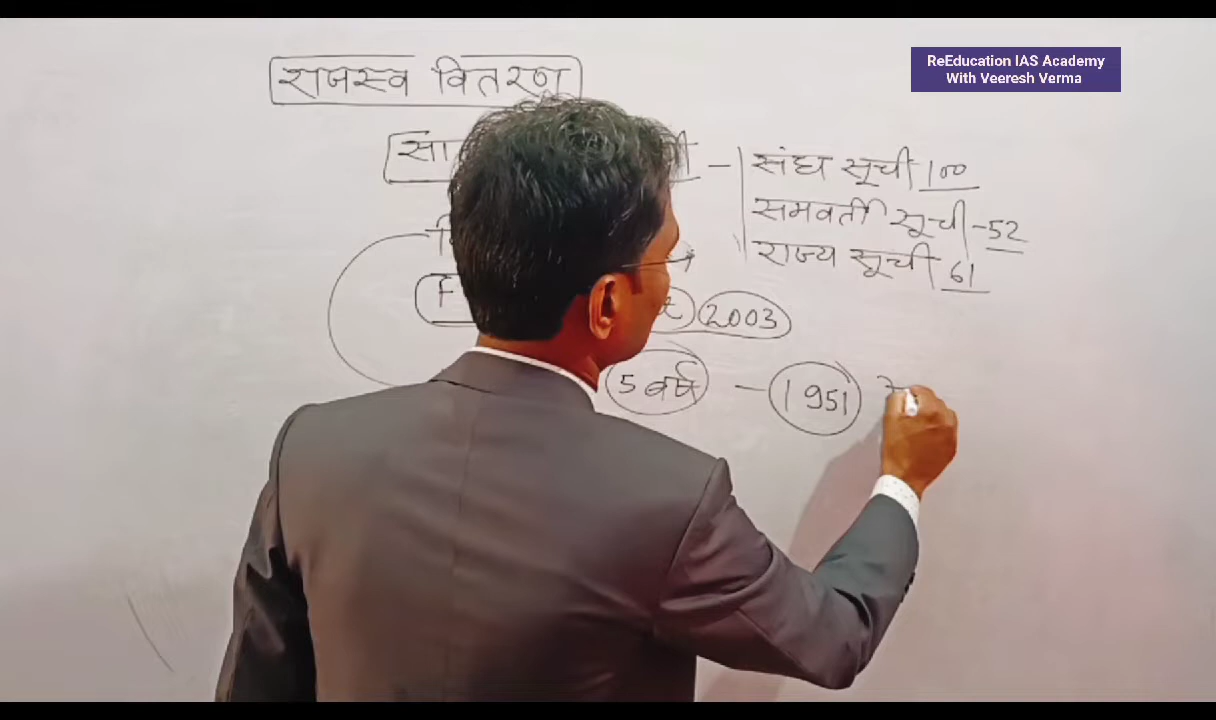 ReEducation IAS Academy
With Veeresh Verma
राजस्व वितरण
सा
संघ सूची 100
समवर्ती सूची - 52
राज्य सूची 61
F
2003
5 वर्ष - 1951